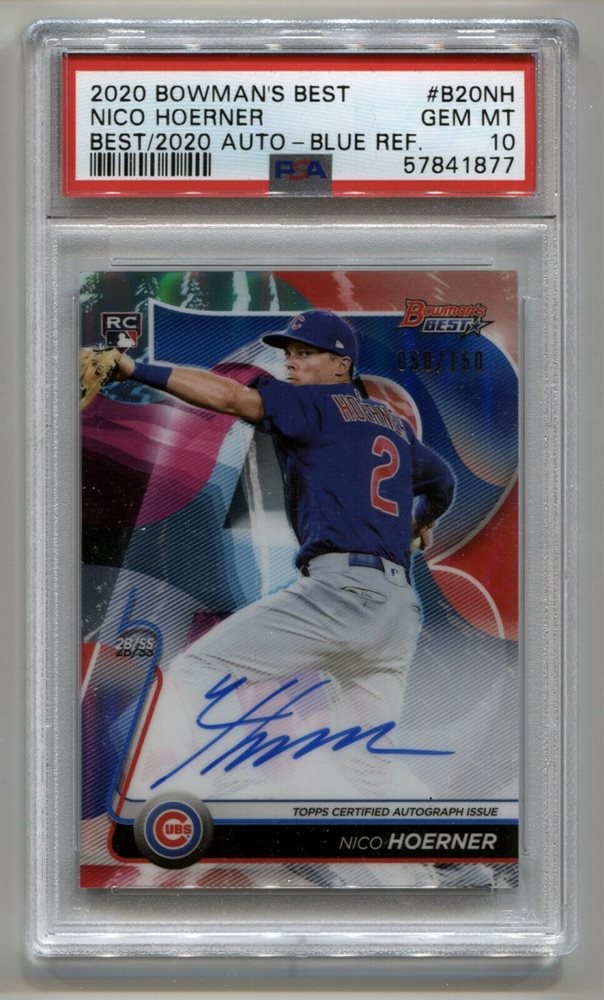 2020 BOWMAN'S BEST #B20NH
NICO HOERNER GEM MT
BEST/2020 AUTO – BLUE REF. 10
PSA 57841877
RC
Bowman's
BEST
/150
HOERNER
2
2B/SS
TOPPS CERTIFIED AUTOGRAPH ISSUE
CUBS
NICO HOERNER